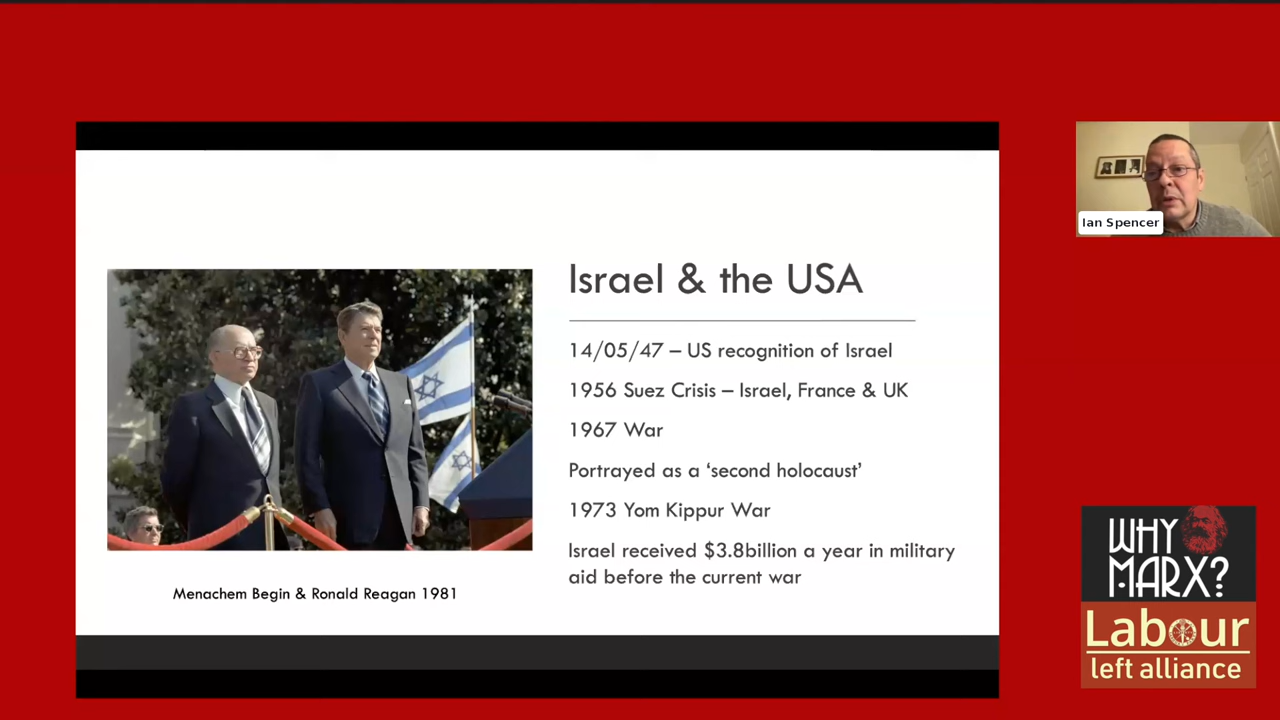 Israel & the USA
14/05/47 – US recognition of Israel
1956 Suez Crisis – Israel, France & UK
1967 War
Portrayed as a ‘second holocaust’
1973 Yom Kippur War
Israel received $3.8billion a year in military
aid before the current war
Menachem Begin & Ronald Reagan 1981
Ian Spencer
WHY
MARX?
Labour
left alliance